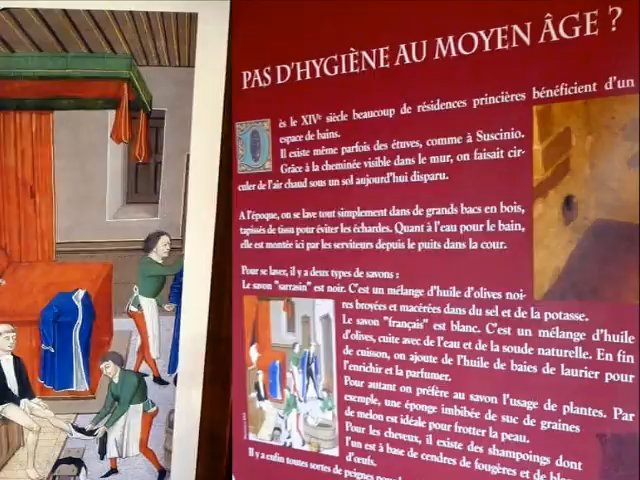 PAS D'HYGIÈNE AU MOYEN ÂGE ?
Dès le XIVe siècle beaucoup de résidences princières bénéficient d'un
espace de bains.
Il existe même parfois des étuves, comme à Suscinio.
Grâce à la cheminée visible dans le mur, on faisait cir-
culer de l'air chaud sous un sol aujourd'hui disparu.
A l'époque, on se lave tout simplement dans de grands bacs en bois,
tapissés de tissu pour éviter les échardes. Quant à l'eau pour le bain,
elle est montée ici par les serviteurs depuis le puits dans la cour.
Pour se laver, il y a deux types de savons :
Le savon "sarrasin" est noir. C'est un mélange d'huile d'olives noi-
res broyées et macérées dans du sel et de la potasse.
Le savon "français" est blanc. C'est un mélange d'huile
d'olives, cuite avec de l'eau et de la soude naturelle. En fin
de cuisson, on ajoute de l'huile de baies de laurier pour
l'enrichir et la parfumer.
Pour autant on préfère au savon l'usage de plantes. Par
exemple, une éponge imbibée de suc de graines
de melon est idéale pour frotter la peau.
Pour les cheveux, il existe des shampoings dont
l'un est à base de cendres de fougères et de
d'œufs.
Il y a enfin toutes sortes de peignes